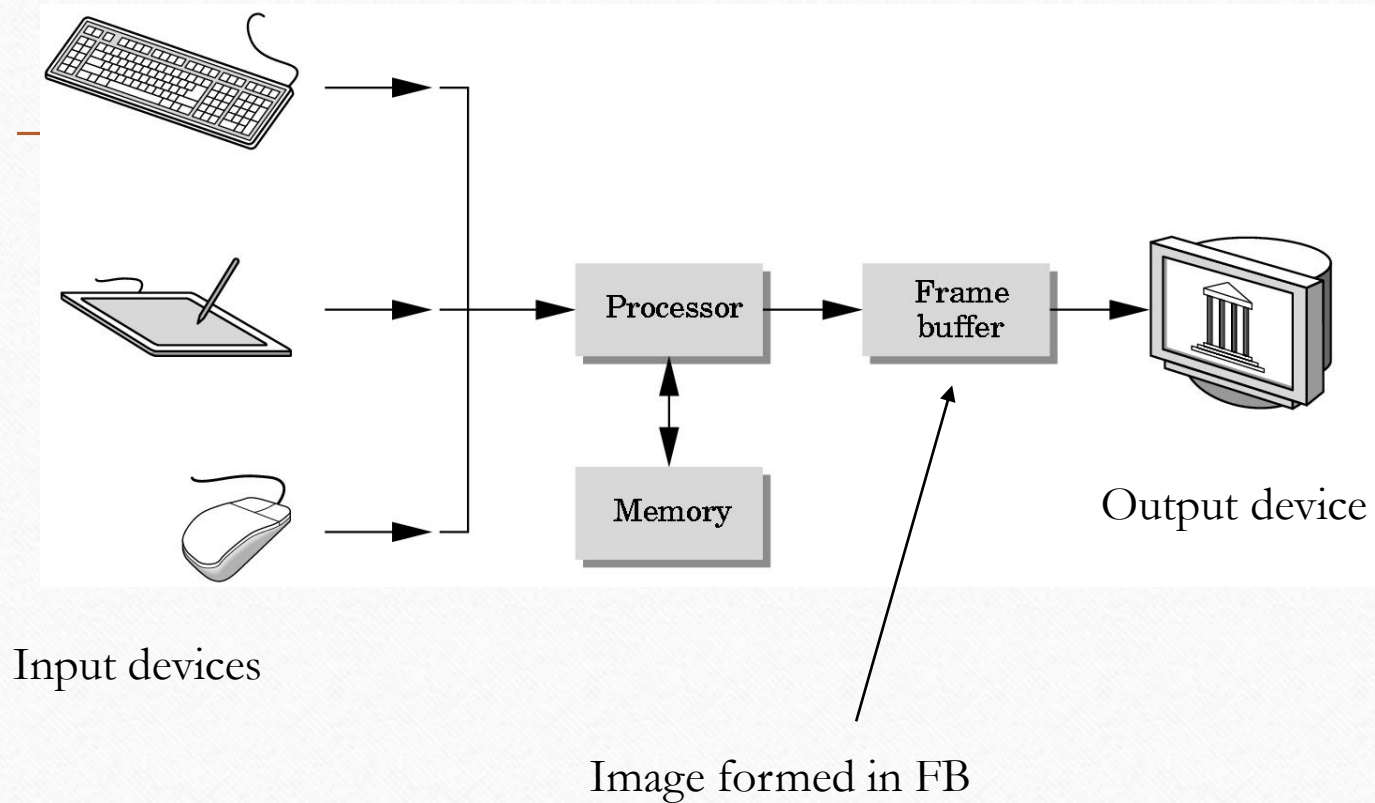 Processor
Frame
buffer
Memory
Output device
Input devices
Image formed in FB